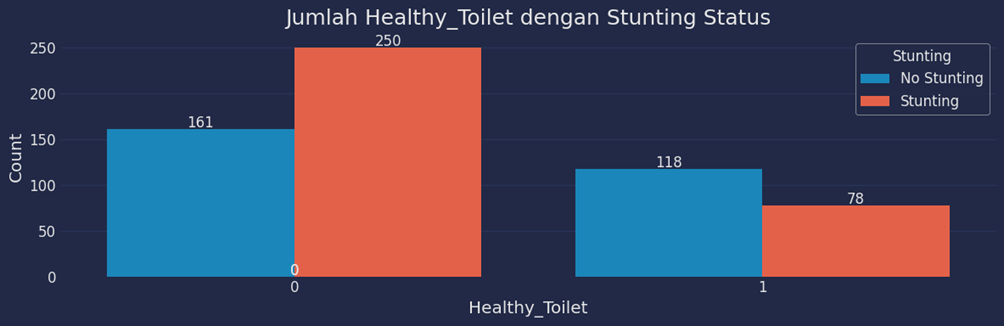 Jumlah Healthy_Toilet dengan Stunting Status
250
Stunting
No Stunting
Stunting
250
200
150
100
50
0
Count
161
118
78
0
0
1
Healthy_Toilet